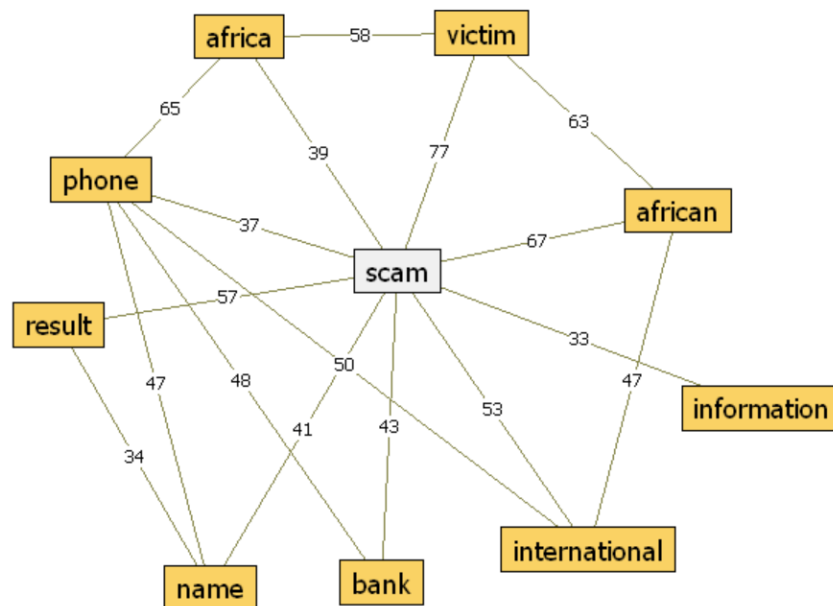 africa
58
victim
65
39
77
63
phone
37
african
67
scam
57
result
33
50
47
48
47
information
53
41
43
34
international
bank
name